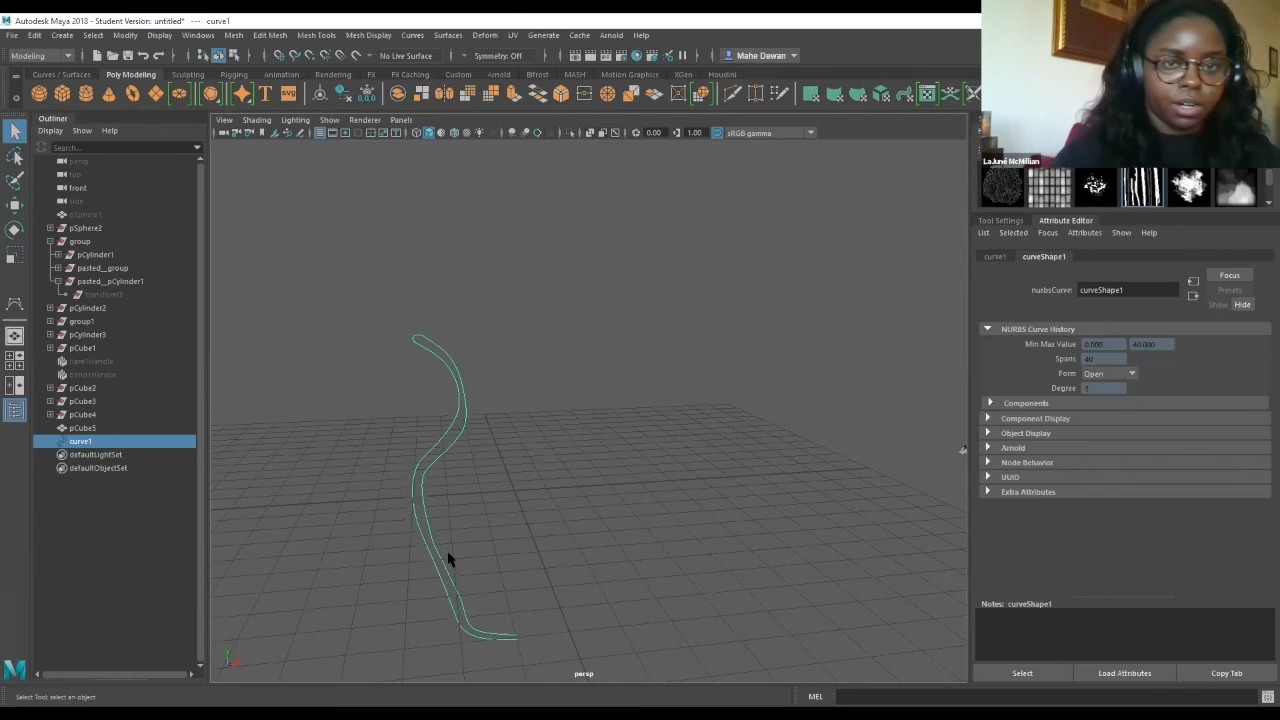 Autodesk Maya 2018 - Student Version: untitled* --- curve1
File Edit Create Select Modify Display Windows Mesh Edit Mesh Mesh Tools Mesh Display Curves Surfaces Deform UV Generate Cache Arnold Help
Modeling
No Live Surface
Symmetry: Off
Mahe Dewan
Curves / Surfaces Poly Modeling Sculpting Rigging Animation Rendering FX FX Caching Custom Arnold Bifrost MASH Motion Graphics XGen Houdini
LaJuné McMillian
Outliner
Display Show Help
Search...
persp
top
front
side
pSphere1
pSphere2
group
pCylinder1
pasted__group
pasted__pCylinder1
transform1
pCylinder2
group1
pCylinder3
pCube1
flare1Handle
bend1Handle
pCube2
pCube3
pCube4
pCube5
curve1
defaultLightSet
defaultObjectSet
View Shading Lighting Show Renderer Panels
0.00
1.00
sRGB gamma
persp
Tool Settings Attribute Editor
List Selected Focus Attributes Show Help
curve1 curveShape1
Focus
nurbsCurve: curveShape1
Presets
Show Hide
NURBS Curve History
Min Max Value 0.000 40.000
Spans 40
Form Open
Degree 3
Components
Component Display
Object Display
Arnold
Node Behavior
UUID
Extra Attributes
Notes: curveShape1
Select Load Attributes Copy Tab
Select Tool: select an object
MEL